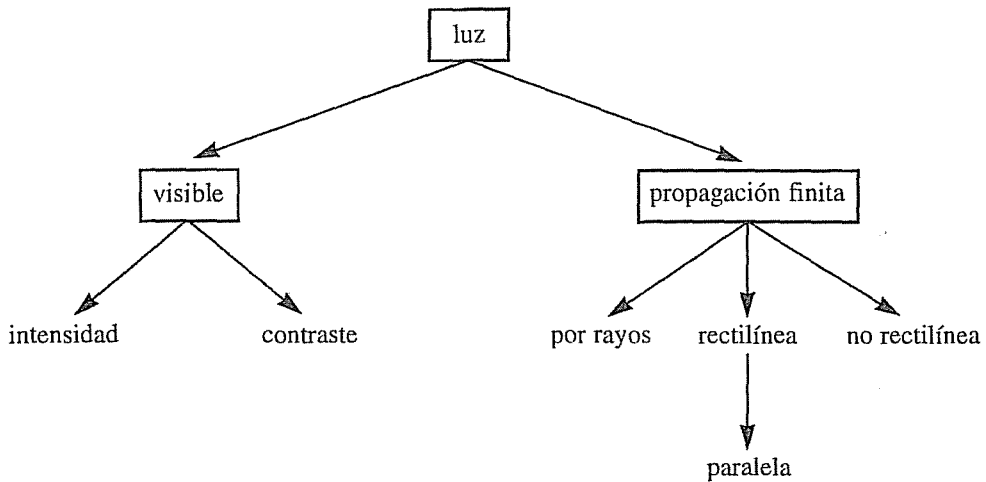 luz
visible
propagación finita
intensidad
contraste
por rayos
rectilínea
no rectilínea
paralela